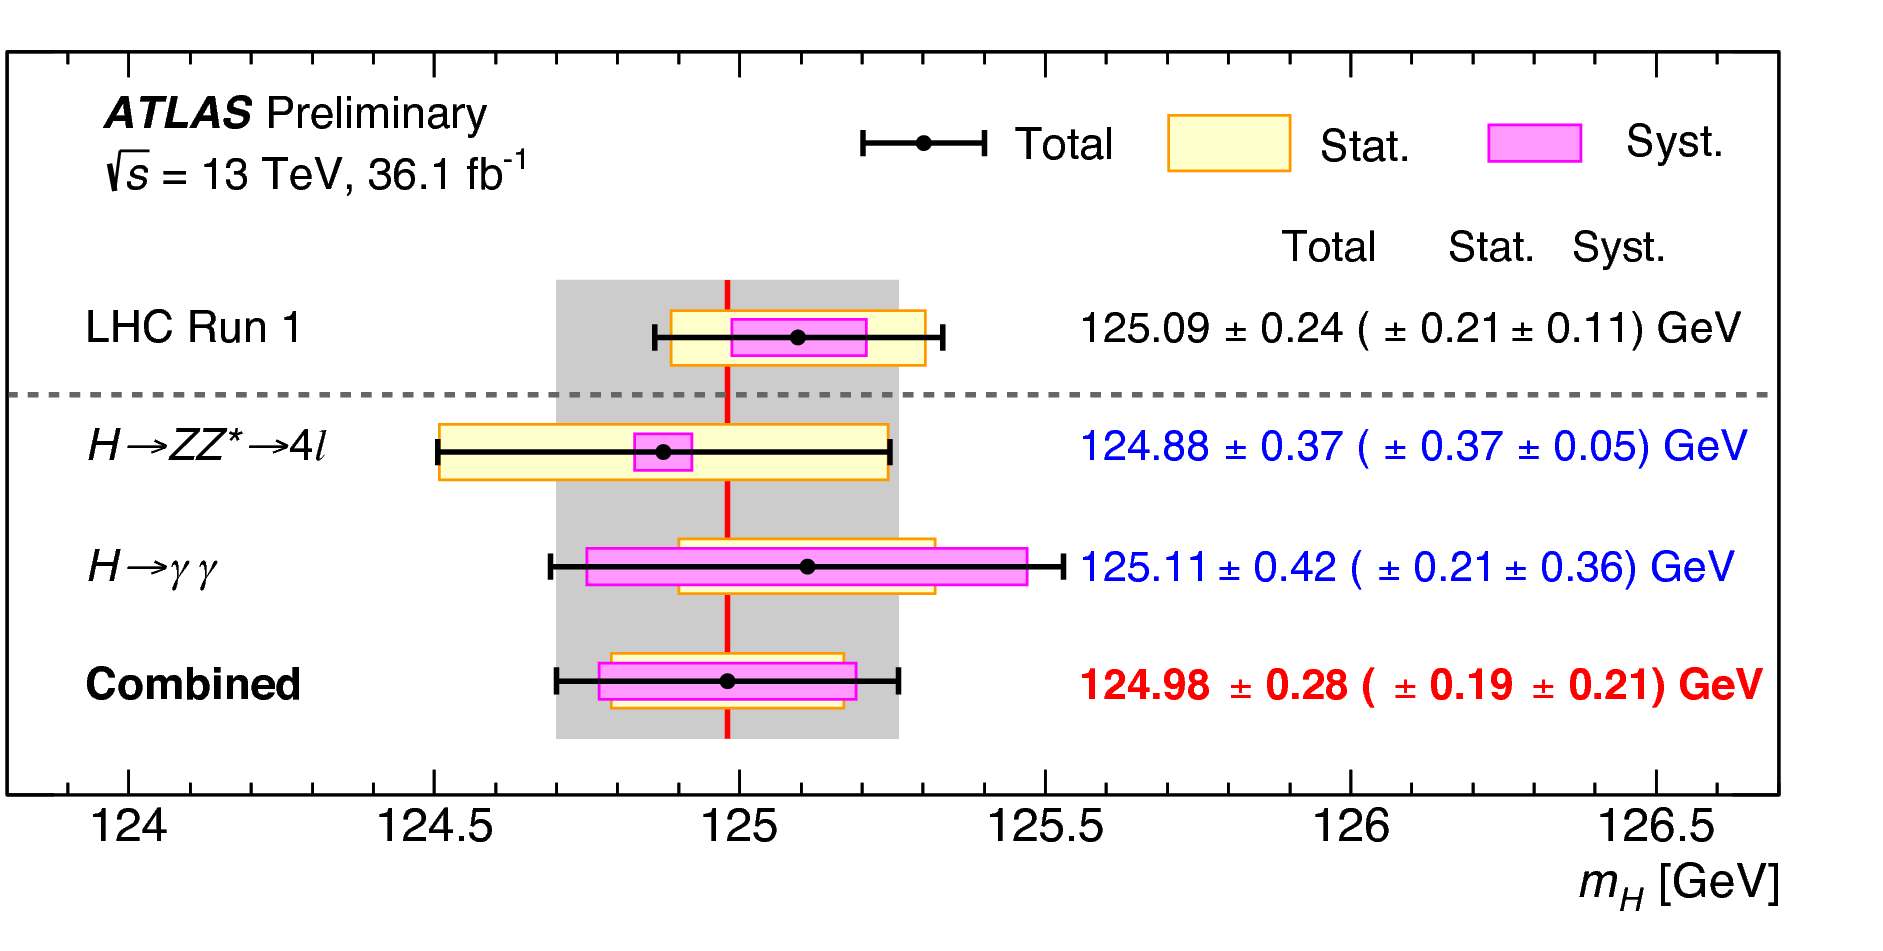 ATLAS Preliminary
√s = 13 TeV, 36.1 fb⁻¹
Total Stat. Syst.
Total Stat. Syst.
LHC Run 1 125.09 ± 0.24 ( ± 0.21 ± 0.11) GeV
H→ZZ*→4l 124.88 ± 0.37 ( ± 0.37 ± 0.05) GeV
H→γγ 125.11 ± 0.42 ( ± 0.21 ± 0.36) GeV
Combined 124.98 ± 0.28 ( ± 0.19 ± 0.21) GeV
124 124.5 125 125.5 126 126.5
m_H [GeV]